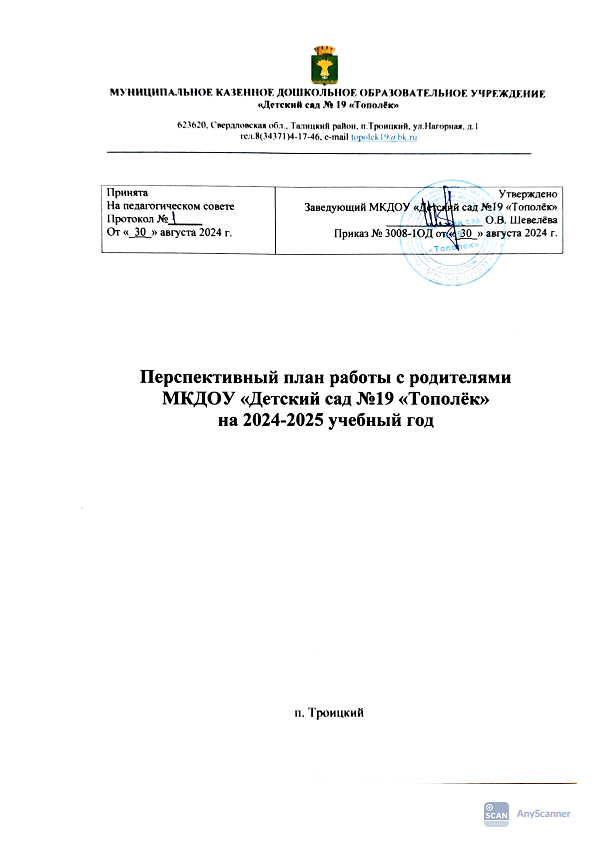 МУНИЦИПАЛЬНОЕ КАЗЕННОЕ ДОШКОЛЬНОЕ ОБРАЗОВАТЕЛЬНОЕ УЧРЕЖДЕНИЕ
«Детский сад № 19 «Тополёк»
623620, Свердловская обл., Талицкий район, п.Троицкий, ул.Нагорная, д.1
тел.8(34371)4-17-46, e-mail topolek19@bk.ru
Принята
На педагогическом совете
Протокол № 1
От «_30_» августа 2024 г.
Утверждено
Заведующий МКДОУ «Детский сад №19 «Тополёк»
О.В. Шевелёва
Приказ № 3008-1ОД от «_30_» августа 2024 г.
«Тополёк»
Перспективный план работы с родителями
МКДОУ «Детский сад №19 «Тополёк»
на 2024-2025 учебный год
п. Троицкий
SCAN AnyScanner